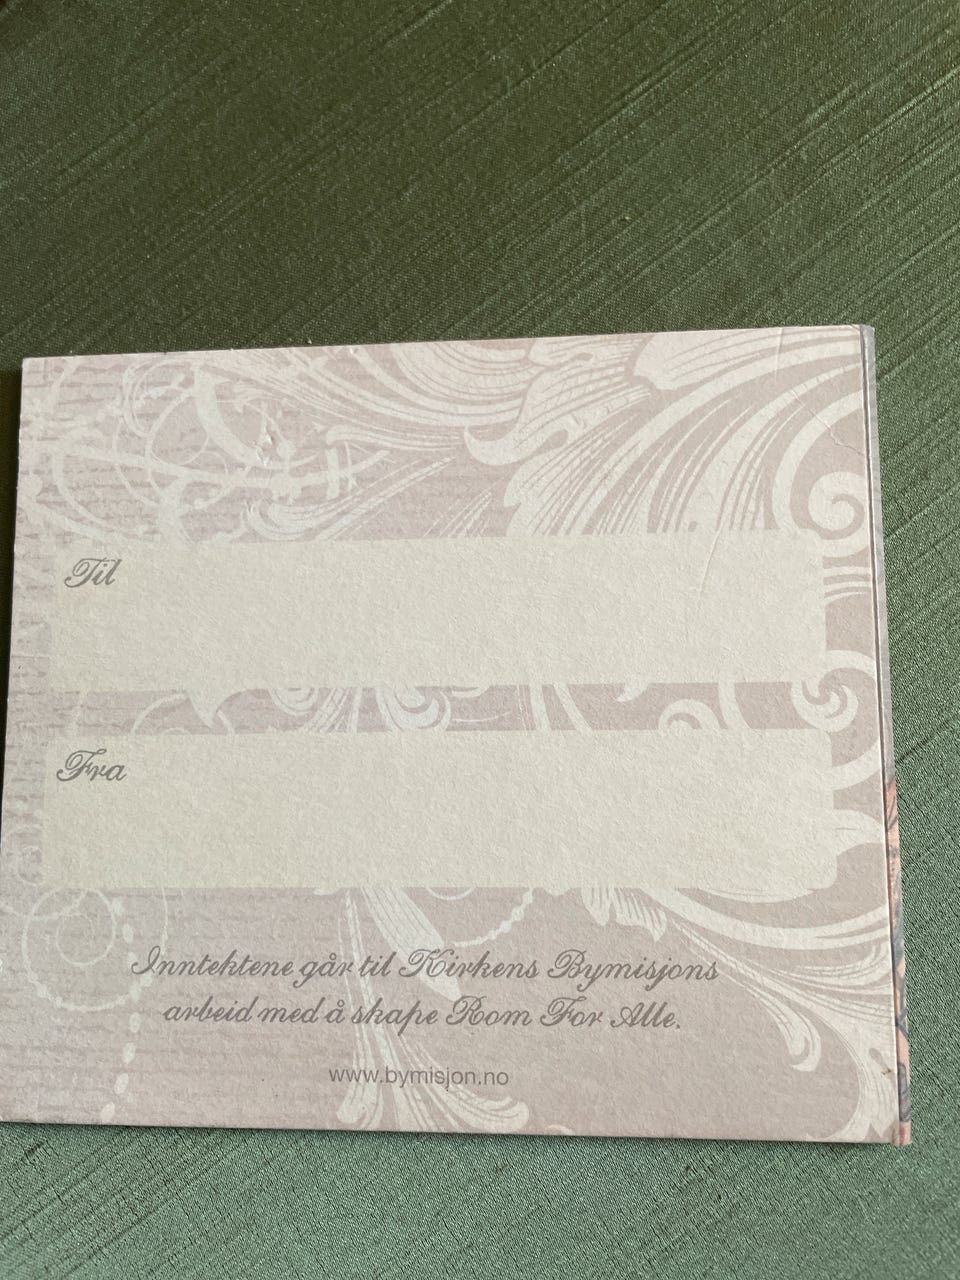 Til
Fra
Inntektene går til Kirkens Bymisjons
arbeid med å skape Rom For Alle.
www.bymisjon.no